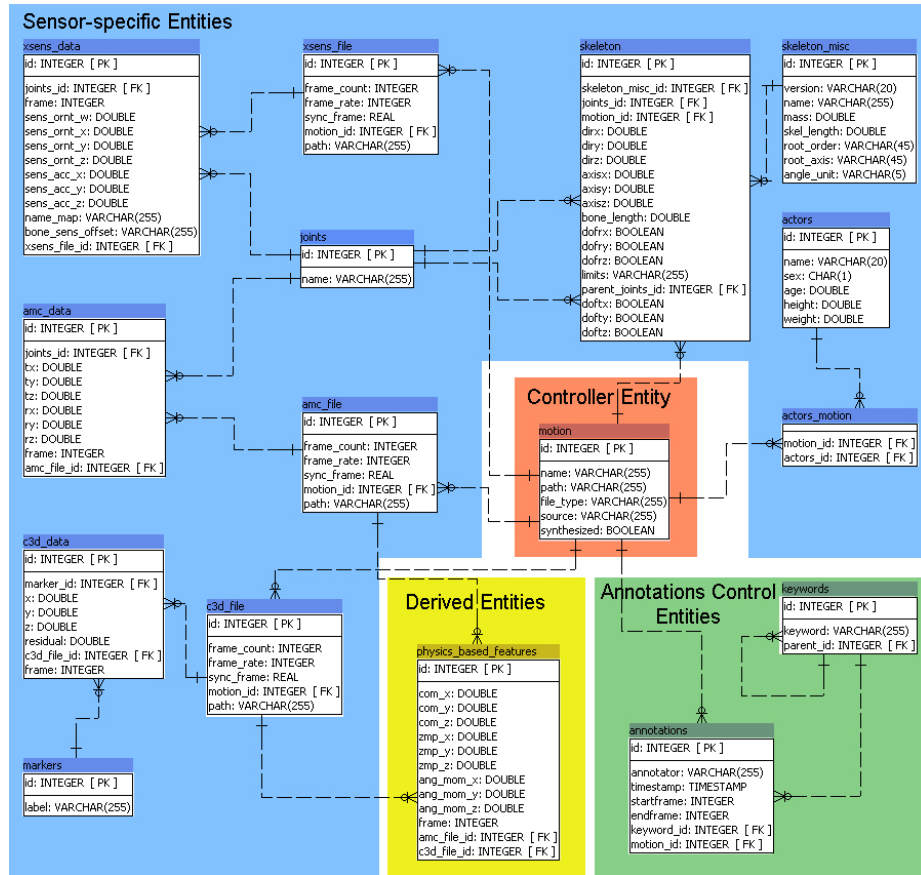 Sensor-specific Entities
xsens_data
id: INTEGER [ PK ]
joints_id: INTEGER [ FK ]
frame: INTEGER
sens_ornt_w: DOUBLE
sens_ornt_x: DOUBLE
sens_ornt_y: DOUBLE
sens_ornt_z: DOUBLE
sens_acc_x: DOUBLE
sens_acc_y: DOUBLE
sens_acc_z: DOUBLE
name_map: VARCHAR(255)
bone_sens_offset: VARCHAR(255)
xsens_file_id: INTEGER [ FK ]
xsens_file
id: INTEGER [ PK ]
frame_count: INTEGER
frame_rate: INTEGER
sync_frame: REAL
motion_id: INTEGER [ FK ]
path: VARCHAR(255)
skeleton
id: INTEGER [ PK ]
skeleton_misc_id: INTEGER [ FK ]
joints_id: INTEGER [ FK ]
motion_id: INTEGER [ FK ]
dirx: DOUBLE
diry: DOUBLE
dirz: DOUBLE
axisx: DOUBLE
axisy: DOUBLE
axisz: DOUBLE
bone_length: DOUBLE
dofrx: BOOLEAN
dofry: BOOLEAN
dofrz: BOOLEAN
limits: VARCHAR(255)
parent_joints_id: INTEGER [ FK ]
doftx: BOOLEAN
dofty: BOOLEAN
doftz: BOOLEAN
skeleton_misc
id: INTEGER [ PK ]
version: VARCHAR(20)
name: VARCHAR(255)
mass: DOUBLE
skel_length: DOUBLE
root_order: VARCHAR(45)
root_axis: VARCHAR(45)
angle_unit: VARCHAR(5)
joints
id: INTEGER [ PK ]
name: VARCHAR(255)
actors
id: INTEGER [ PK ]
name: VARCHAR(20)
sex: CHAR(1)
age: DOUBLE
height: DOUBLE
weight: DOUBLE
amc_data
id: INTEGER [ PK ]
joints_id: INTEGER [ FK ]
tx: DOUBLE
ty: DOUBLE
tz: DOUBLE
rx: DOUBLE
ry: DOUBLE
rz: DOUBLE
frame: INTEGER
amc_file_id: INTEGER [ FK ]
amc_file
id: INTEGER [ PK ]
frame_count: INTEGER
frame_rate: INTEGER
sync_frame: REAL
motion_id: INTEGER [ FK ]
path: VARCHAR(255)
Controller Entity
motion
id: INTEGER [ PK ]
name: VARCHAR(255)
path: VARCHAR(255)
file_type: VARCHAR(255)
source: VARCHAR(255)
synthesized: BOOLEAN
actors_motion
motion_id: INTEGER [ FK ]
actors_id: INTEGER [ FK ]
c3d_data
id: INTEGER [ PK ]
marker_id: INTEGER [ FK ]
x: DOUBLE
y: DOUBLE
z: DOUBLE
residual: DOUBLE
c3d_file_id: INTEGER [ FK ]
frame: INTEGER
c3d_file
id: INTEGER [ PK ]
frame_count: INTEGER
frame_rate: INTEGER
sync_frame: REAL
motion_id: INTEGER [ FK ]
path: VARCHAR(255)
markers
id: INTEGER [ PK ]
label: VARCHAR(255)
Derived Entities
physics_based_features
id: INTEGER [ PK ]
com_x: DOUBLE
com_y: DOUBLE
com_z: DOUBLE
zmp_x: DOUBLE
zmp_y: DOUBLE
zmp_z: DOUBLE
ang_mom_x: DOUBLE
ang_mom_y: DOUBLE
ang_mom_z: DOUBLE
frame: INTEGER
amc_file_id: INTEGER [ FK ]
c3d_file_id: INTEGER [ FK ]
Annotations Control
Entities
keywords
id: INTEGER [ PK ]
keyword: VARCHAR(255)
parent_id: INTEGER [ FK ]
annotations
id: INTEGER [ PK ]
annotator: VARCHAR(255)
timestamp: TIMESTAMP
startframe: INTEGER
endframe: INTEGER
keyword_id: INTEGER [ FK ]
motion_id: INTEGER [ FK ]